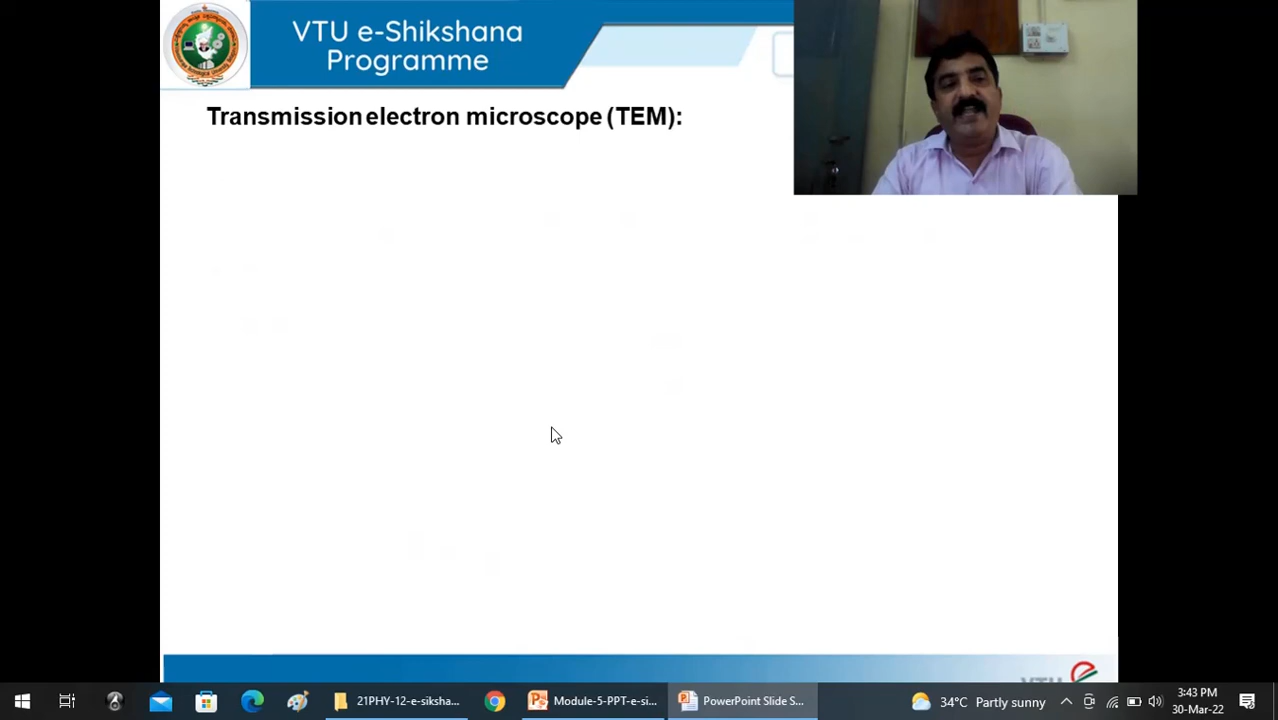 VTU e-Shikshana
Programme
Transmission electron microscope (TEM):
VTU
21PHY-12-e-siksha...
Module-5-PPT-e-si...
PowerPoint Slide S...
34°C Partly sunny
3:43 PM
30-Mar-22